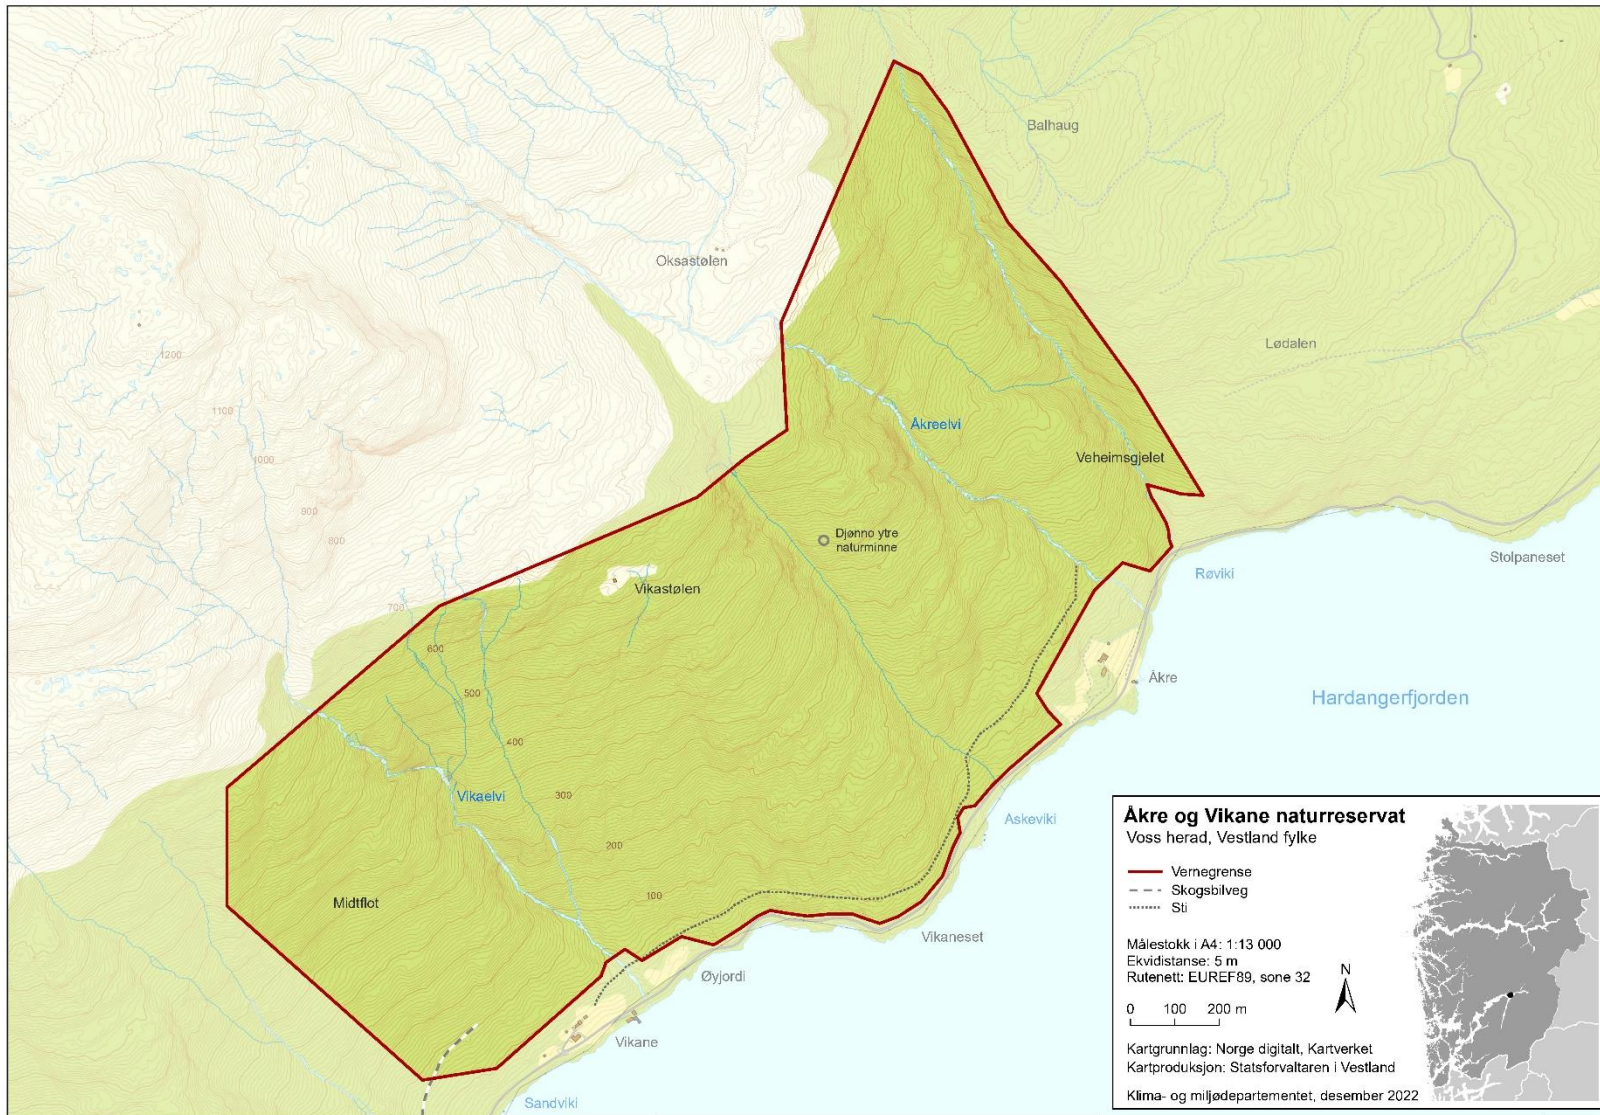 Balhaug
Oksastølen
Lødalen
1200
1100
1000
900
800
700
600
500
400
300
200
100
Åkreelvi
Veheimsgjelet
Djønno ytre
naturminne
Vikastølen
Stolpaneset
Røviki
Åkre
Hardangerfjorden
Vikaelvi
Askeviki
Midtflot
Vikaneset
Øyjordi
Vikane
Sandviki
Åkre og Vikane naturreservat
Voss herad, Vestland fylke
Vernegrense
Skogsbilveg
Sti
Målestokk i A4: 1:13 000
Ekvidistanse: 5 m
Rutenett: EUREF89, sone 32
N
0 100 200 m
Kartgrunnlag: Norge digitalt, Kartverket
Kartproduksjon: Statsforvaltaren i Vestland
Klima- og miljødepartementet, desember 2022